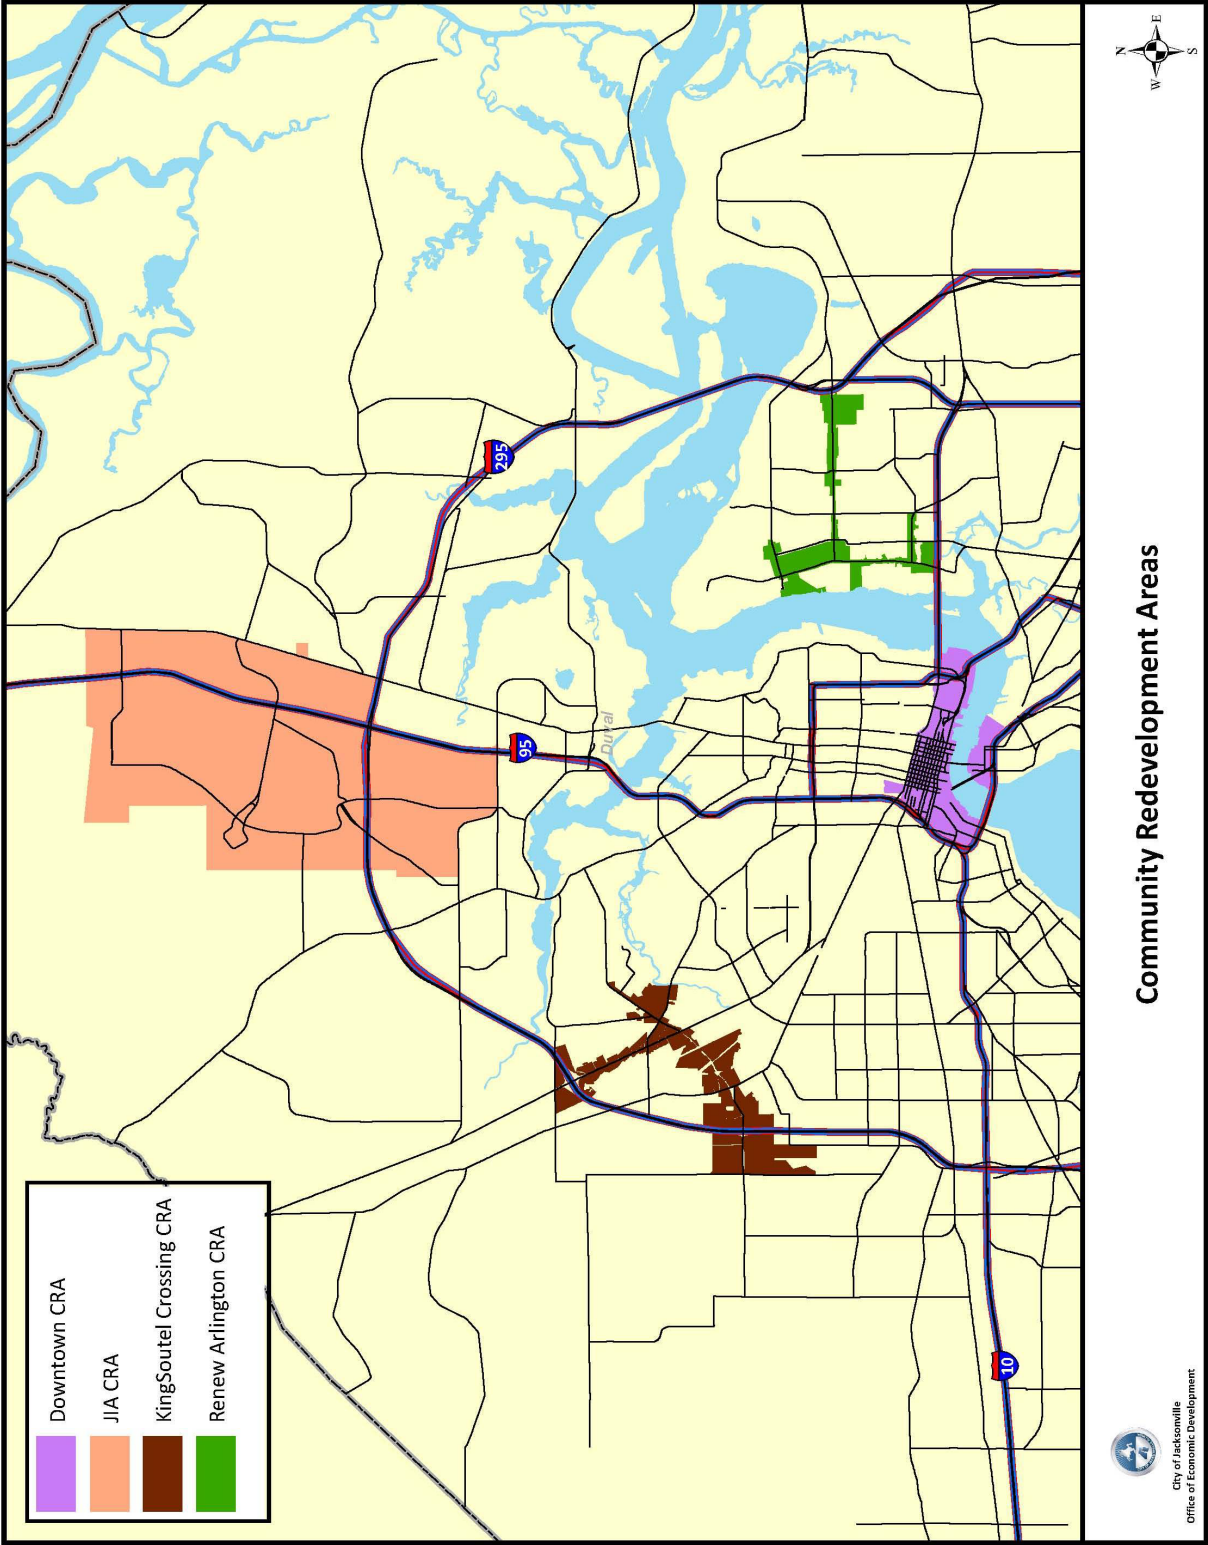 Downtown CRA
JIA CRA
KingSoutel Crossing CRA
Renew Arlington CRA
295
95
Duval
10
Community Redevelopment Areas
City of Jacksonville
Office of Economic Development
N
E
S
W